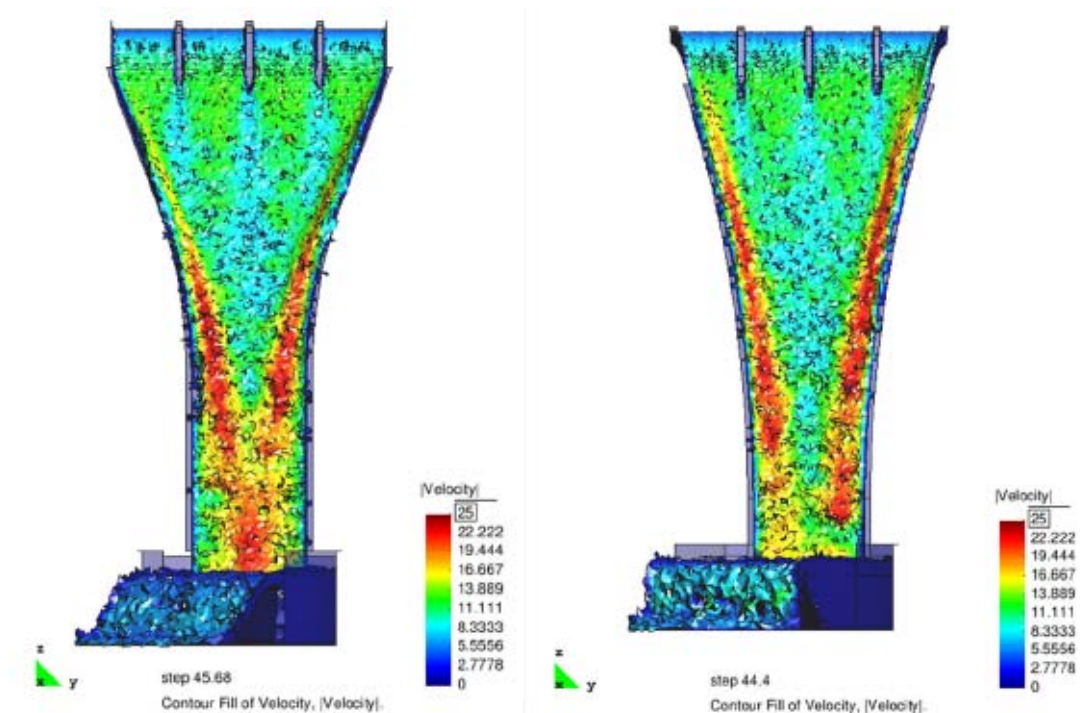 |Velocity|
25
22.222
19.444
16.667
13.889
11.111
8.3333
5.5556
2.7778
0
z
x y
step 45.68
Contour Fill of Velocity, |Velocity|.
|Velocity|
25
22.222
19.444
16.667
13.889
11.111
8.3333
5.5556
2.7778
0
z
x y
step 44.4
Contour Fill of Velocity, |Velocity|.